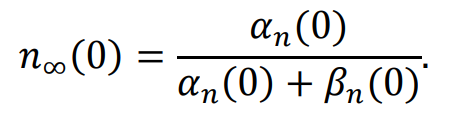 n∞(0) = αn(0) / (αn(0) + βn(0)).